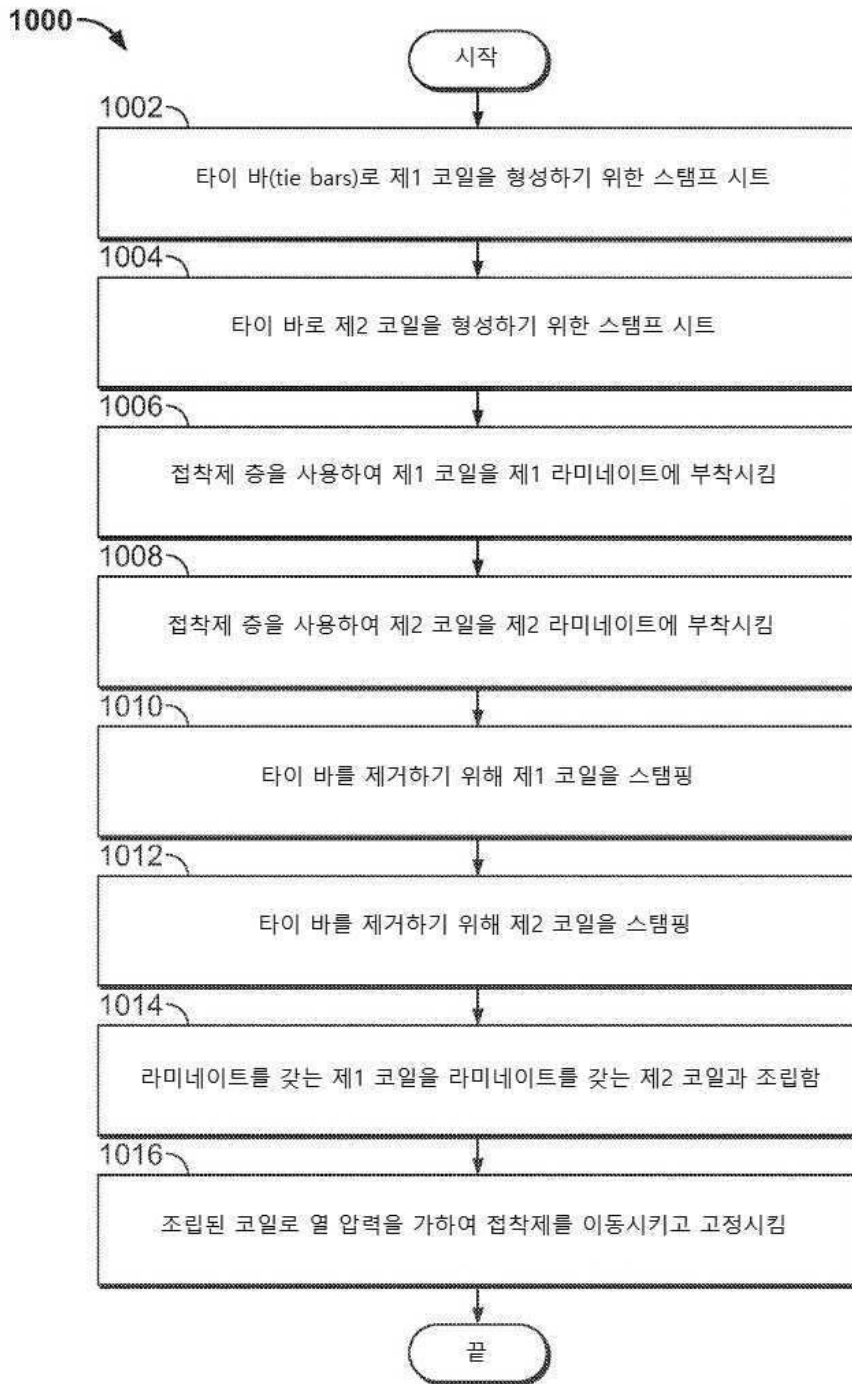 1000
시작
1002
타이 바(tie bars)로 제1 코일을 형성하기 위한 스탬프 시트
1004
타이 바로 제2 코일을 형성하기 위한 스탬프 시트
1006
접착제 층을 사용하여 제1 코일을 제1 라미네이트에 부착시킴
1008
접착제 층을 사용하여 제2 코일을 제2 라미네이트에 부착시킴
1010
타이 바를 제거하기 위해 제1 코일을 스탬핑
1012
타이 바를 제거하기 위해 제2 코일을 스탬핑
1014
라미네이트를 갖는 제1 코일을 라미네이트를 갖는 제2 코일과 조립함
1016
조립된 코일로 열 압력을 가하여 접착제를 이동시키고 고정시킴
끝